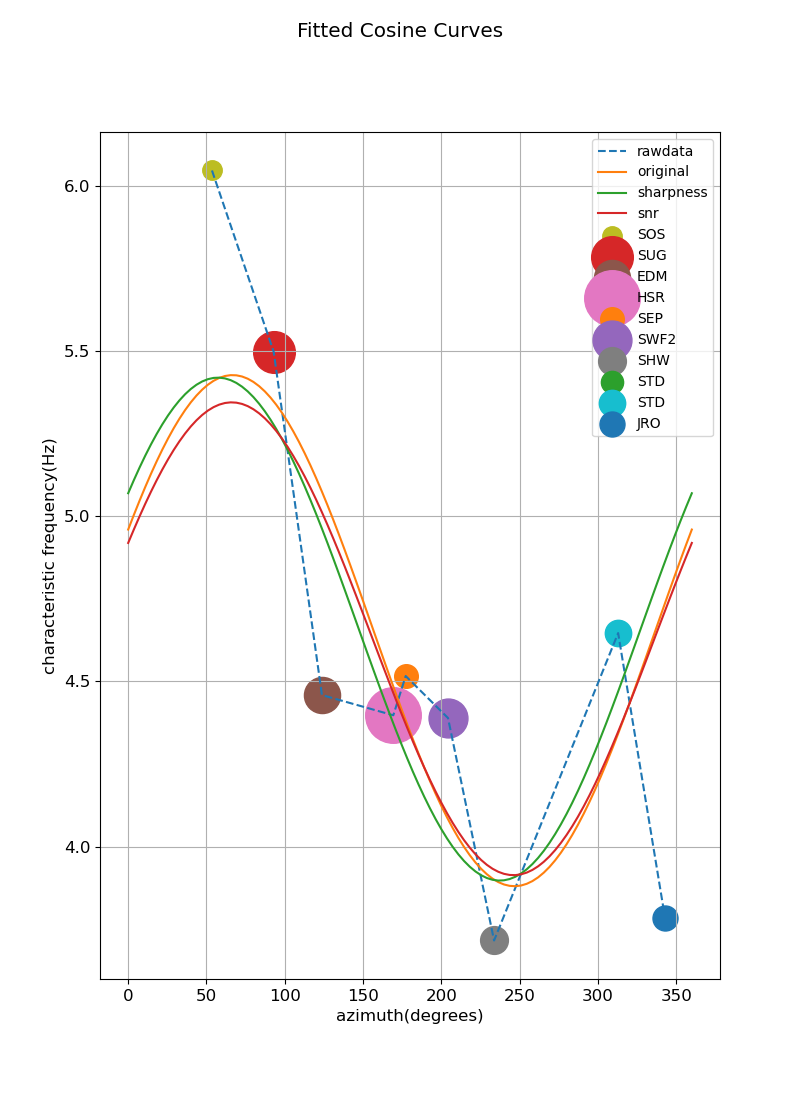 Fitted Cosine Curves
rawdata
original
sharpness
snr
SOS
SUG
EDM
HSR
SEP
SWF2
SHW
STD
STD
JRO
characteristic frequency(Hz)
6.0
5.5
5.0
4.5
4.0
0 50 100 150 200 250 300 350
azimuth(degrees)